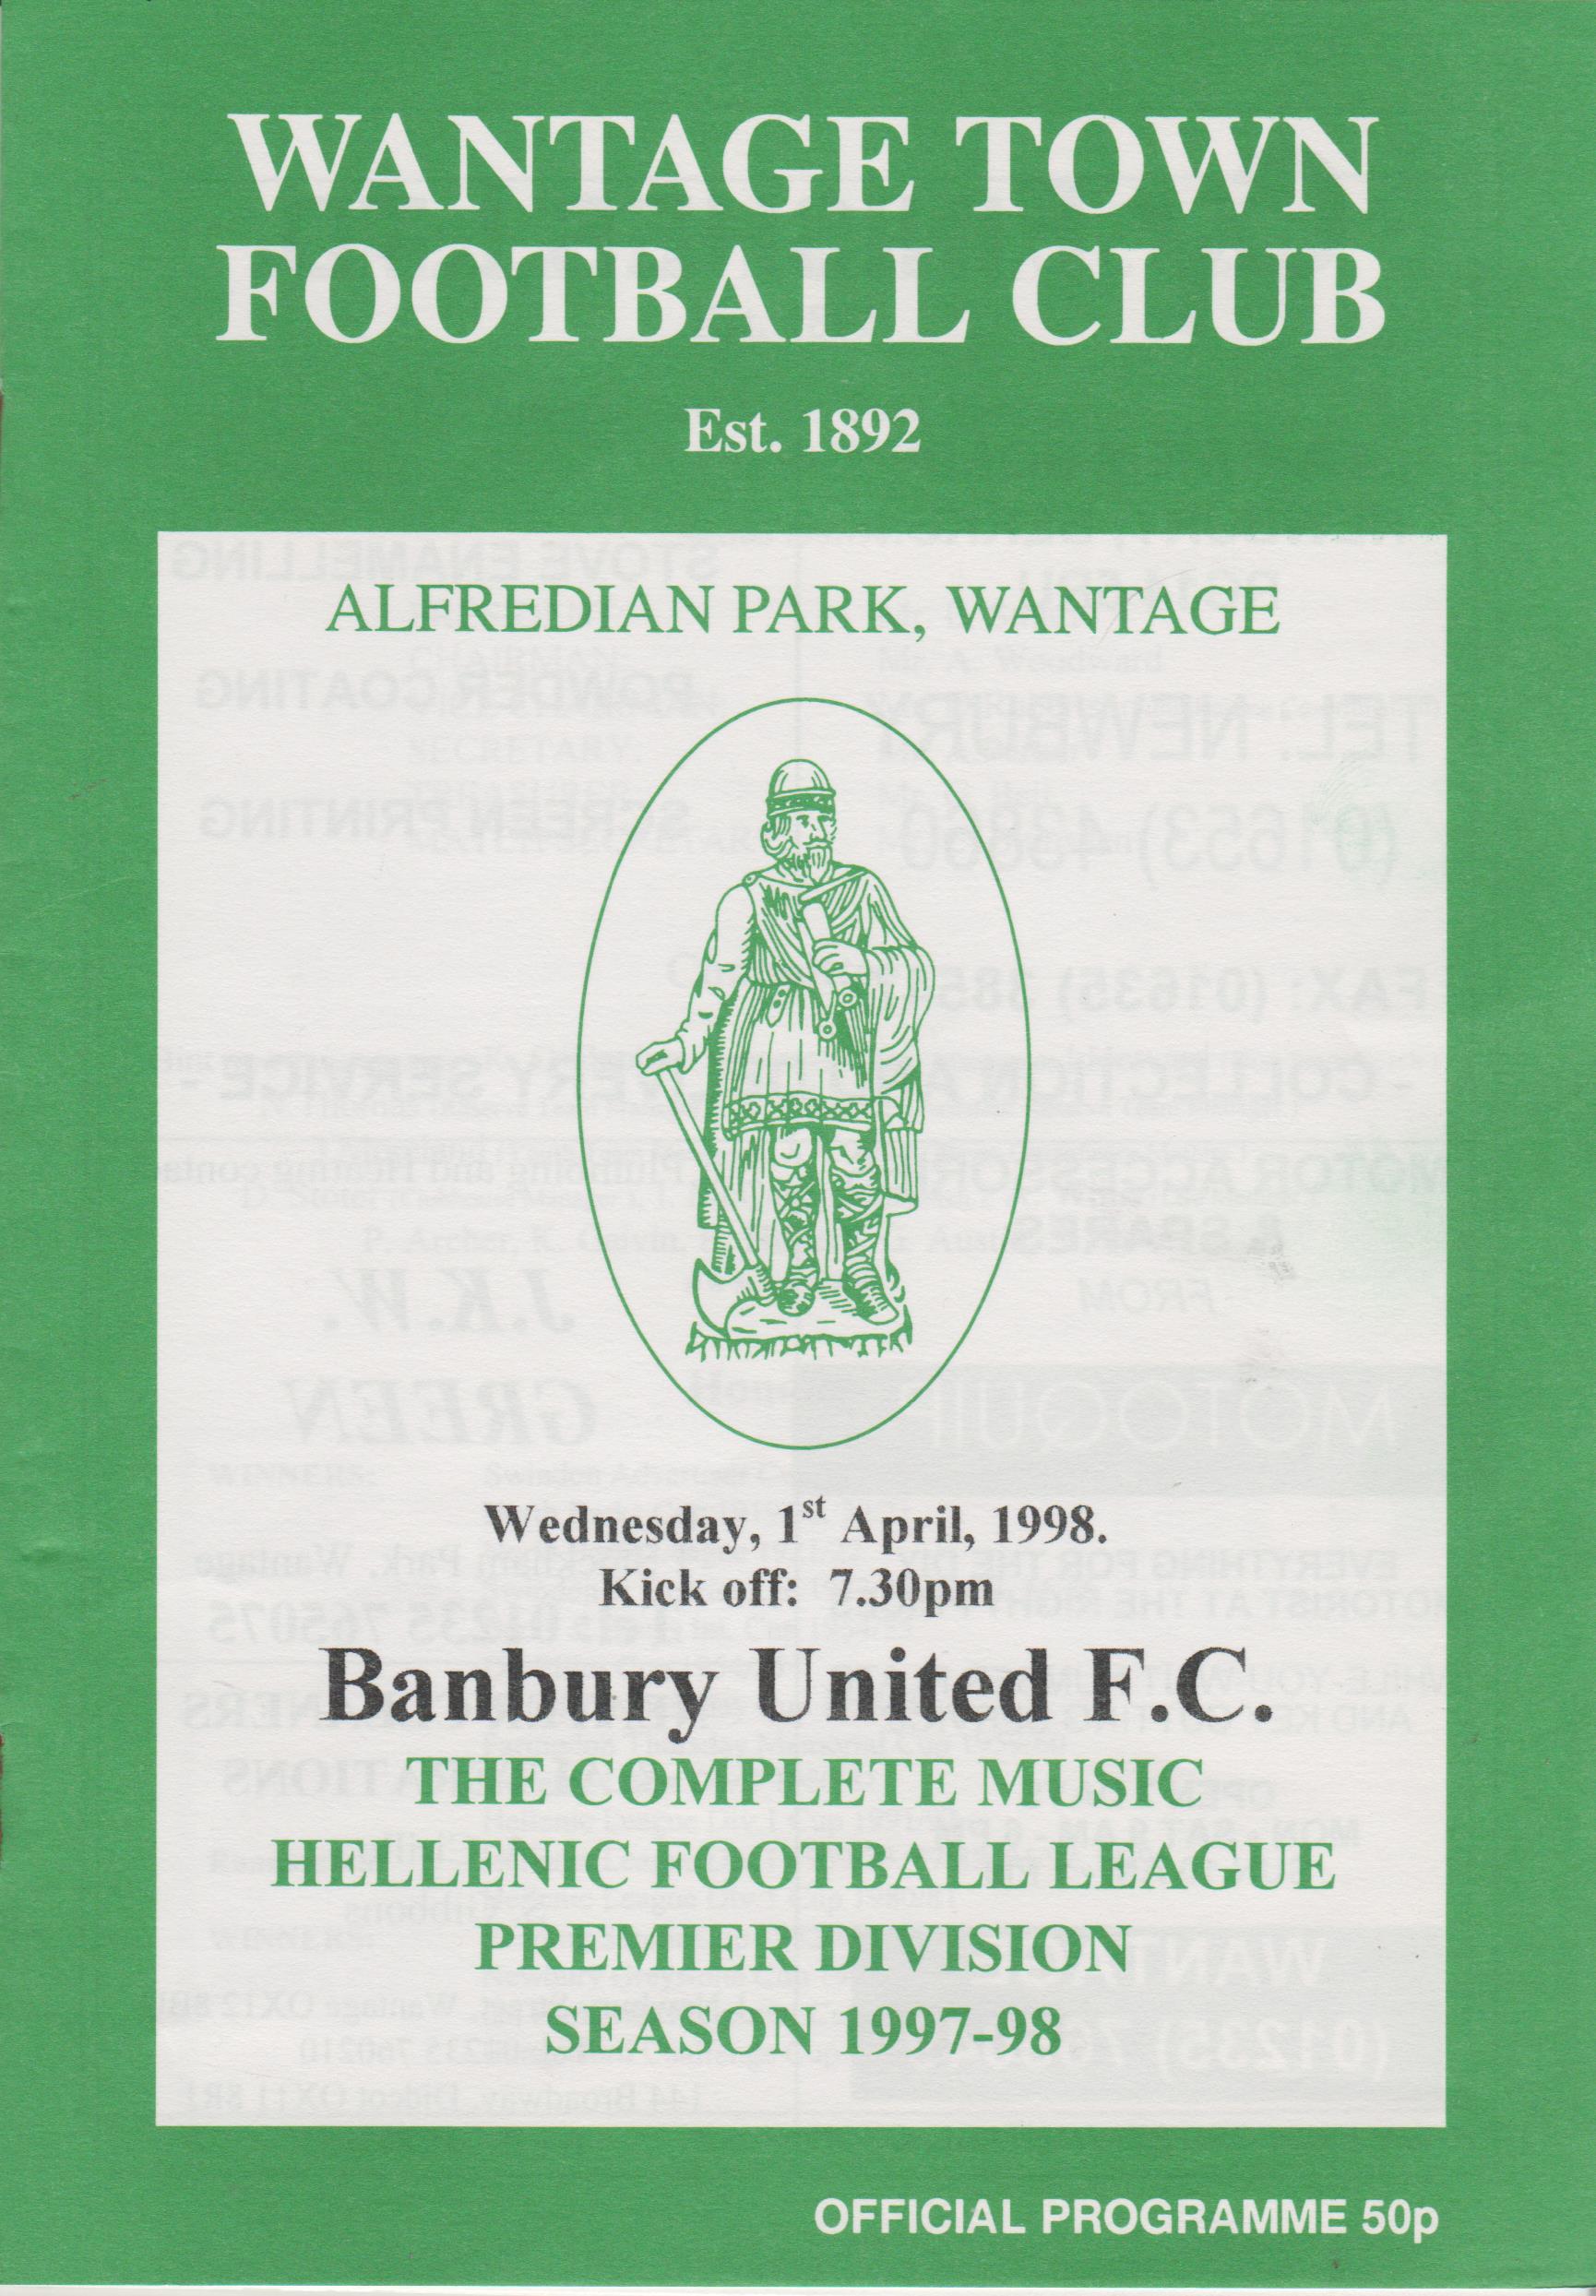 WANTAGE TOWN
FOOTBALL CLUB
Est. 1892
ALFREDIAN PARK, WANTAGE
Wednesday, 1st April, 1998.
Kick off: 7.30pm
Banbury United F.C.
THE COMPLETE MUSIC
HELLENIC FOOTBALL LEAGUE
PREMIER DIVISION
SEASON 1997-98
OFFICIAL PROGRAMME 50p